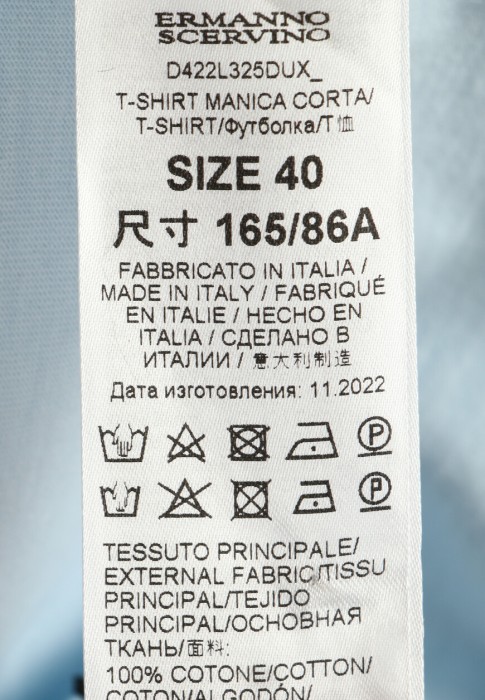 ERMANNO
SCERVINO
D422L325DUX_
T-SHIRT MANICA CORTA/
T-SHIRT/Футболка/T恤
SIZE 40
尺寸 165/86A
FABBRICATO IN ITALIA /
MADE IN ITALY / FABRIQUÉ
EN ITALIE / HECHO EN
ITALIA / СДЕЛАНО В
ИТАЛИИ / 意大利制造
Дата изготовления: 11.2022
P
P
TESSUTO PRINCIPALE/
EXTERNAL FABRIC/TISSU
PRINCIPAL/TEJIDO
PRINCIPAL/ОСНОВНАЯ
ТКАНЬ/面料:
100% COTONE/COTTON/
COTON/ALGODÓN/